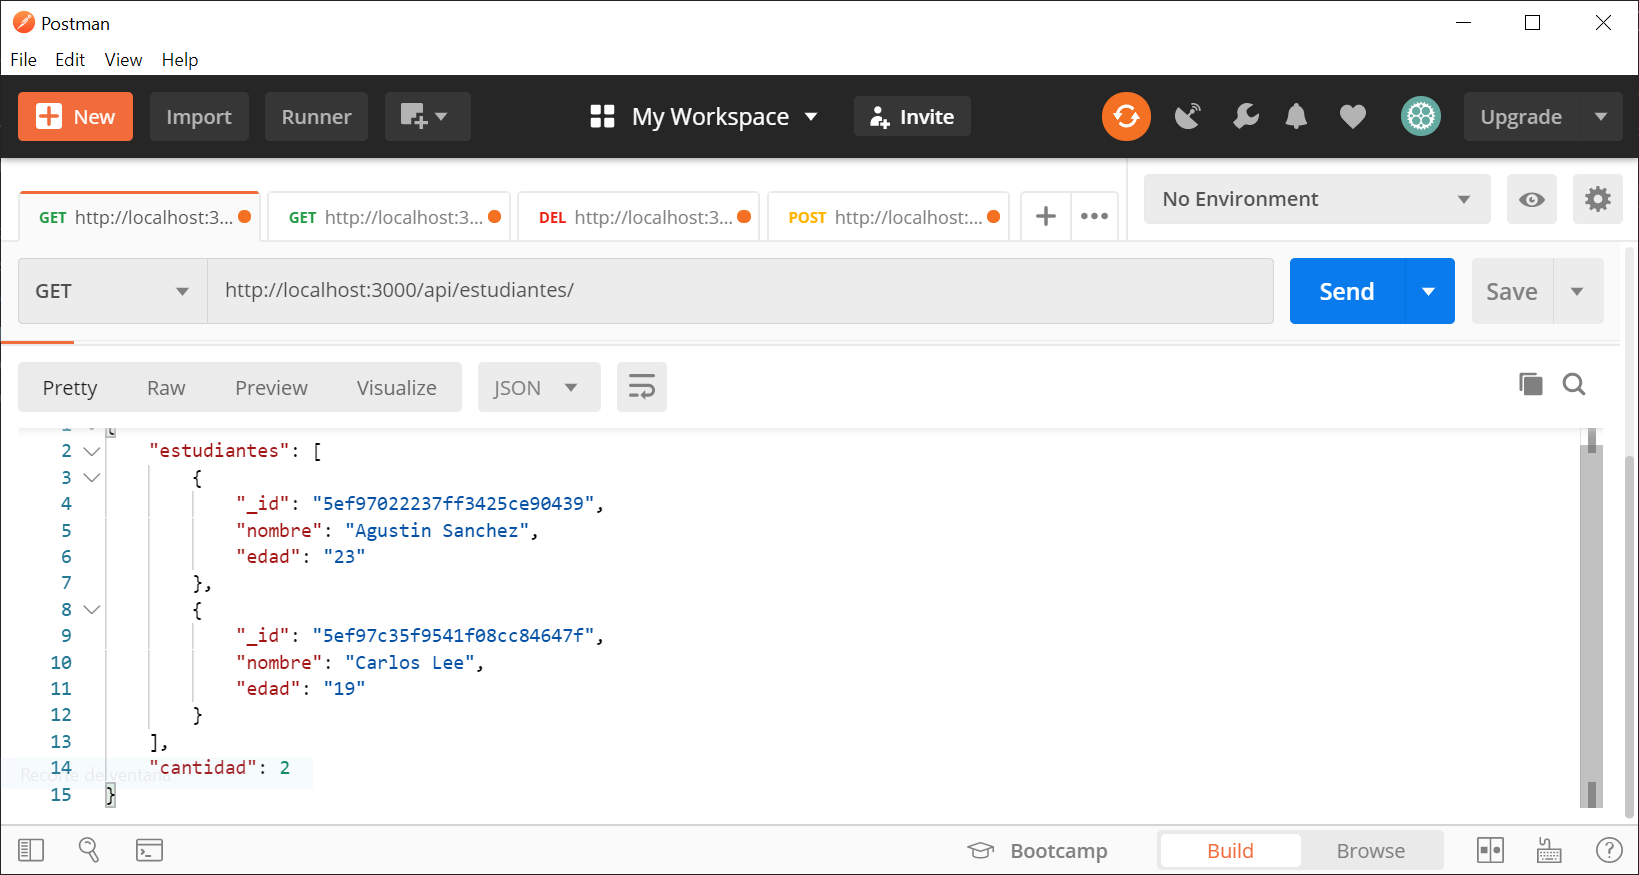 Postman
File Edit View Help
New Import Runner My Workspace Invite Upgrade
GET http://localhost:3... GET http://localhost:3... DEL http://localhost:3... POST http://localhost:... No Environment
GET http://localhost:3000/api/estudiantes/ Send Save
Pretty Raw Preview Visualize JSON
1 {
2 "estudiantes": [
3 {
4 "_id": "5ef97022237ff3425ce90439",
5 "nombre": "Agustin Sanchez",
6 "edad": "23"
7 },
8 {
9 "_id": "5ef97c35f9541f08cc84647f",
10 "nombre": "Carlos Lee",
11 "edad": "19"
12 }
13 ],
14 "cantidad": 2
Recorte de ventana
15 }
Bootcamp Build Browse